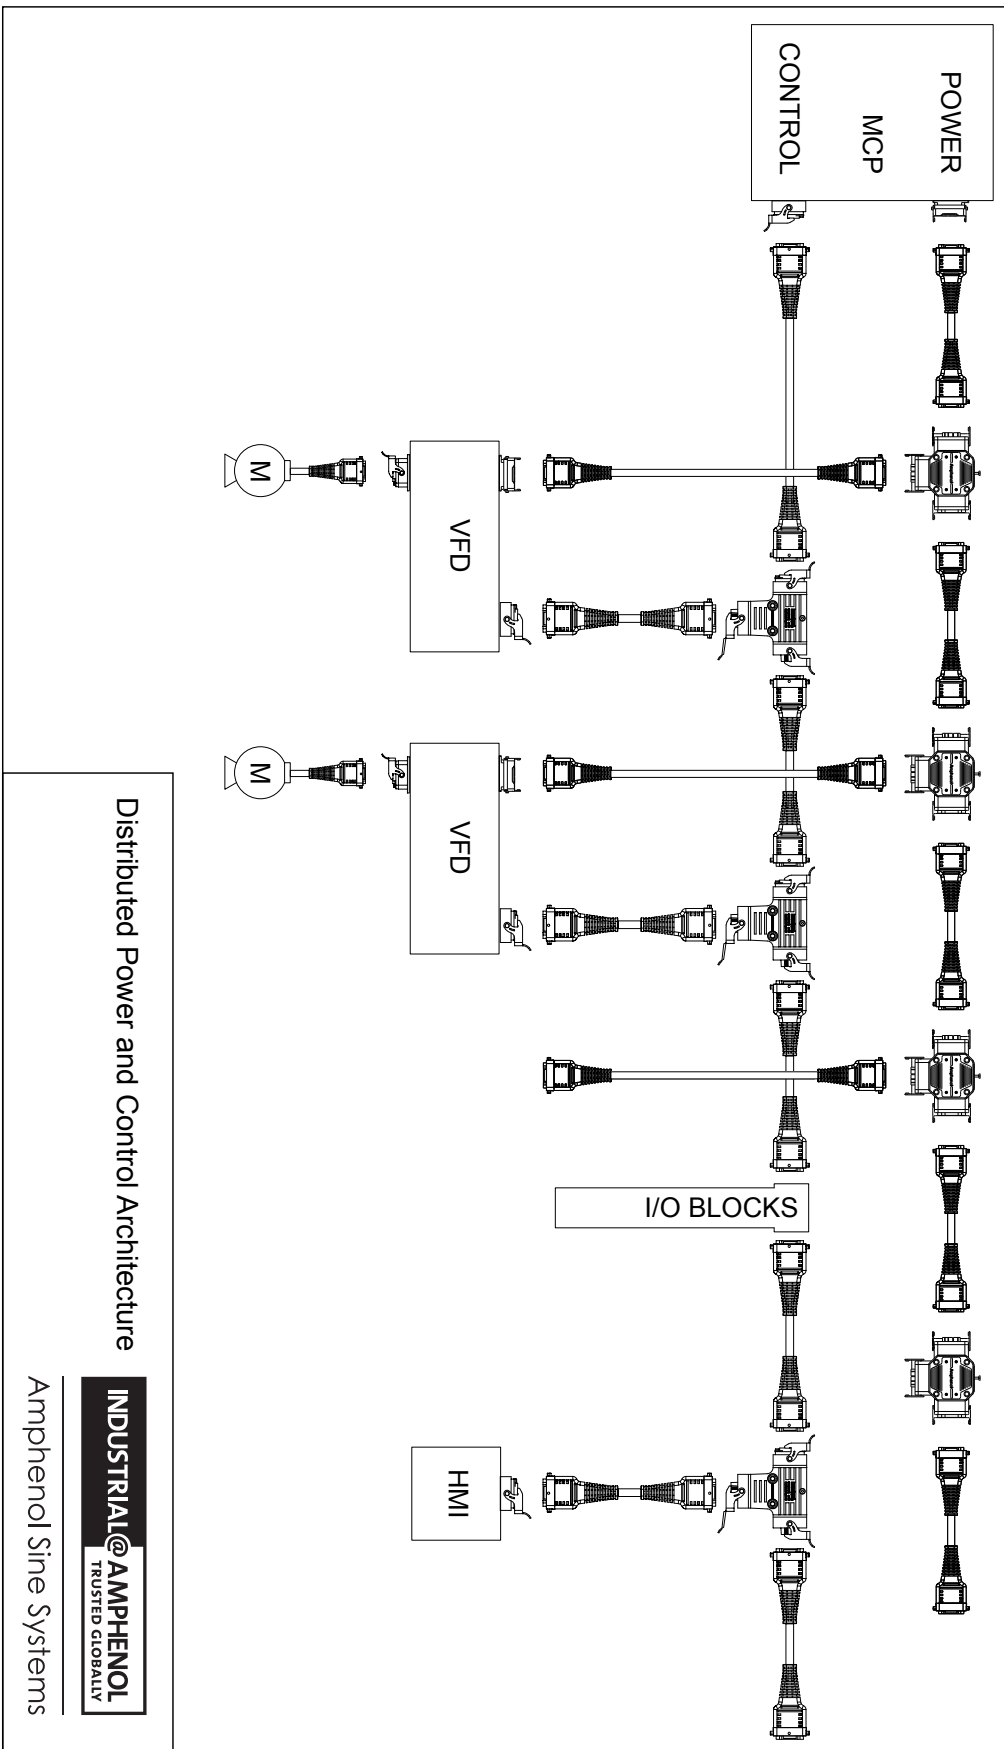 POWER
MCP
CONTROL
I/O BLOCKS
VFD
VFD
HMI
M
M
Distributed Power and Control Architecture
INDUSTRIAL@AMPHENOL
TRUSTED GLOBALLY
Amphenol Sine Systems